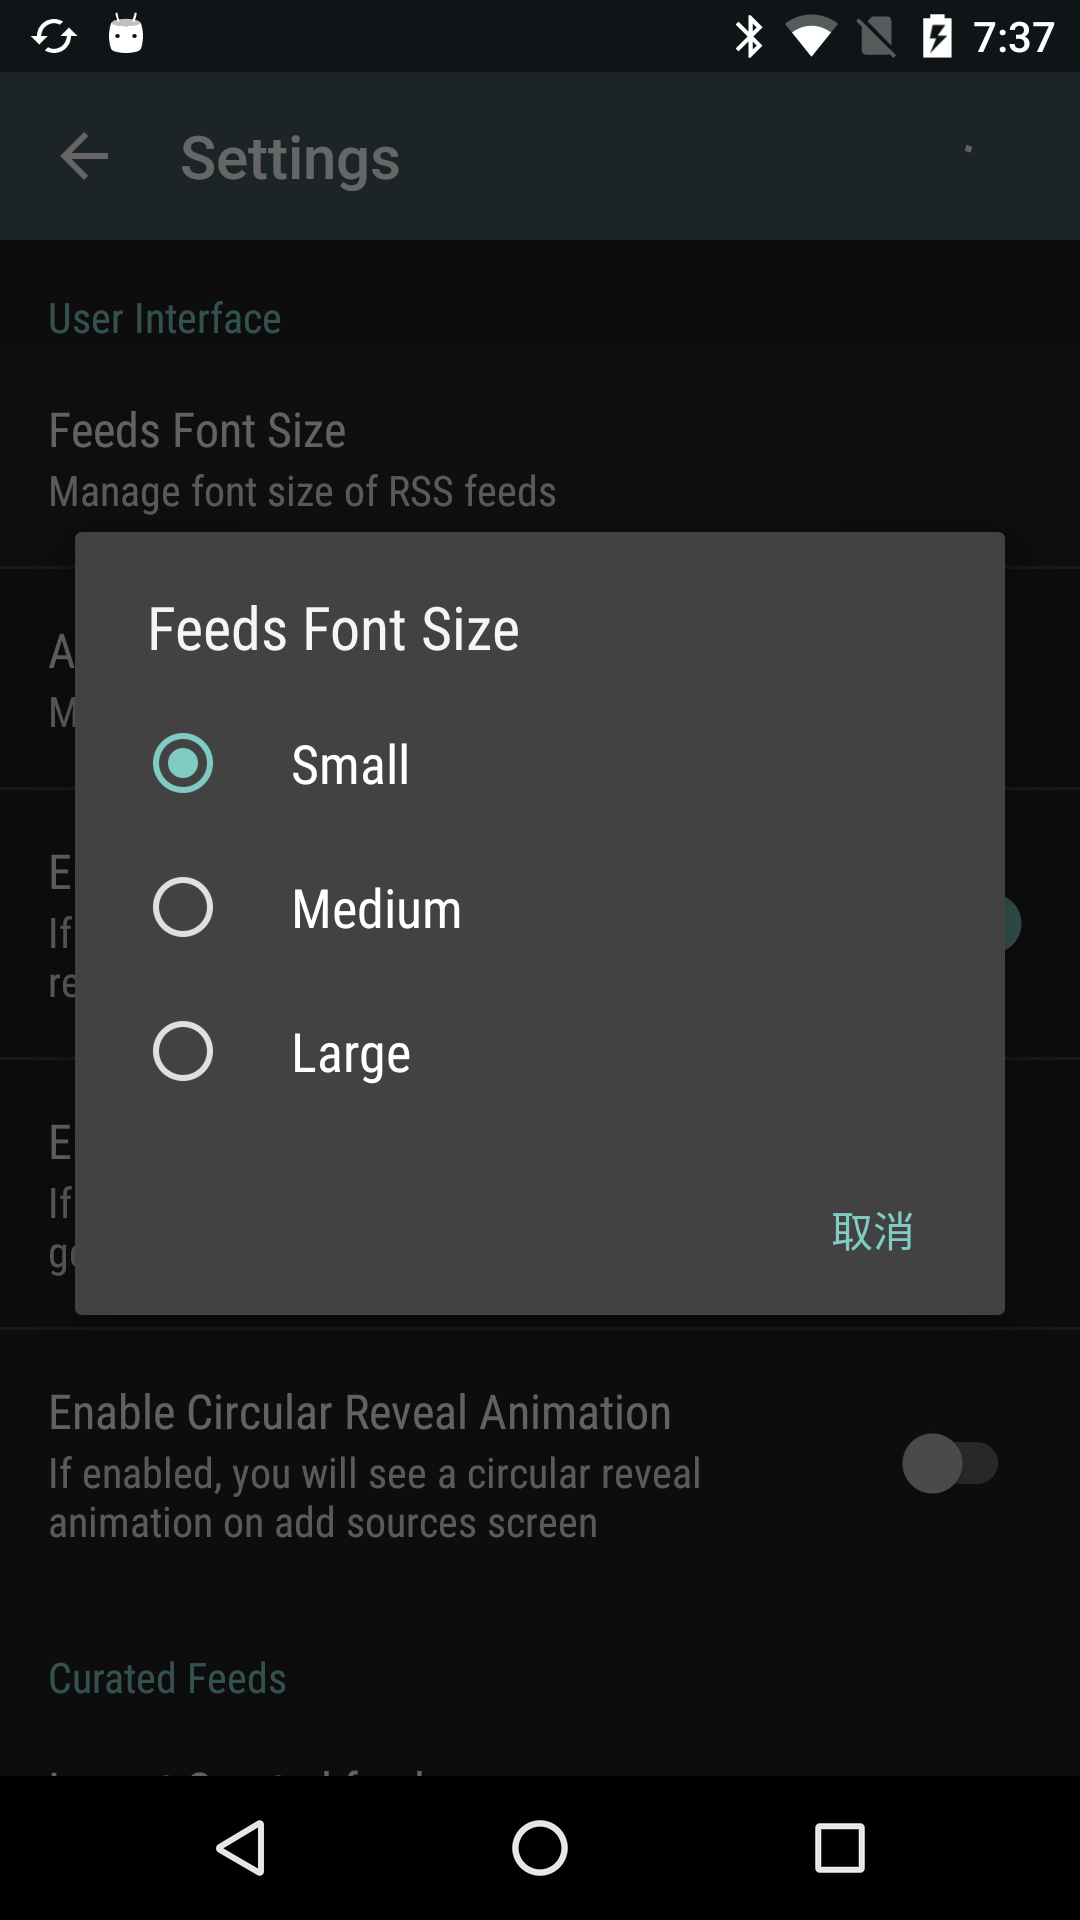 7:37
Settings
User Interface
Feeds Font Size
Manage font size of RSS feeds
A
M
Feeds Font Size
Small
Medium
Large
取消
E
If
re
E
If
Enable Circular Reveal Animation
If enabled, you will see a circular reveal
animation on add sources screen
Curated Feeds